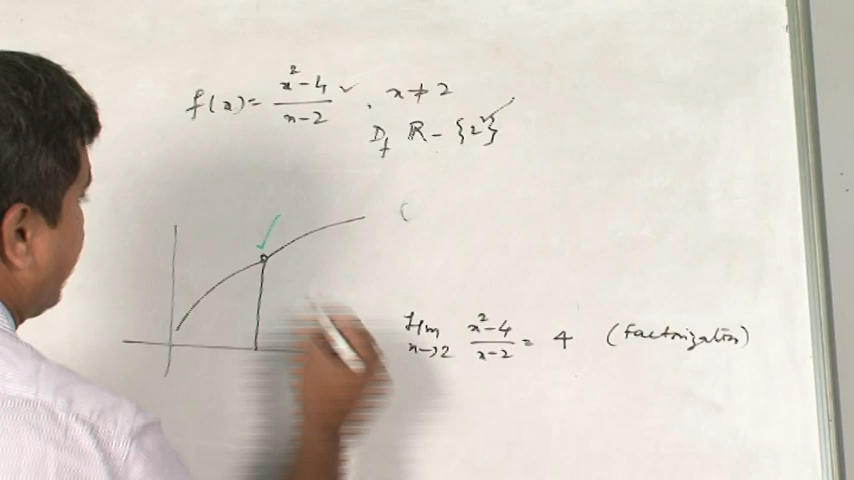 f(x) = x²-4 / x-2 , x ≠ 2
D_f R - {2}
lim x→2 x²-4 / x-2 = 4 (factorization)